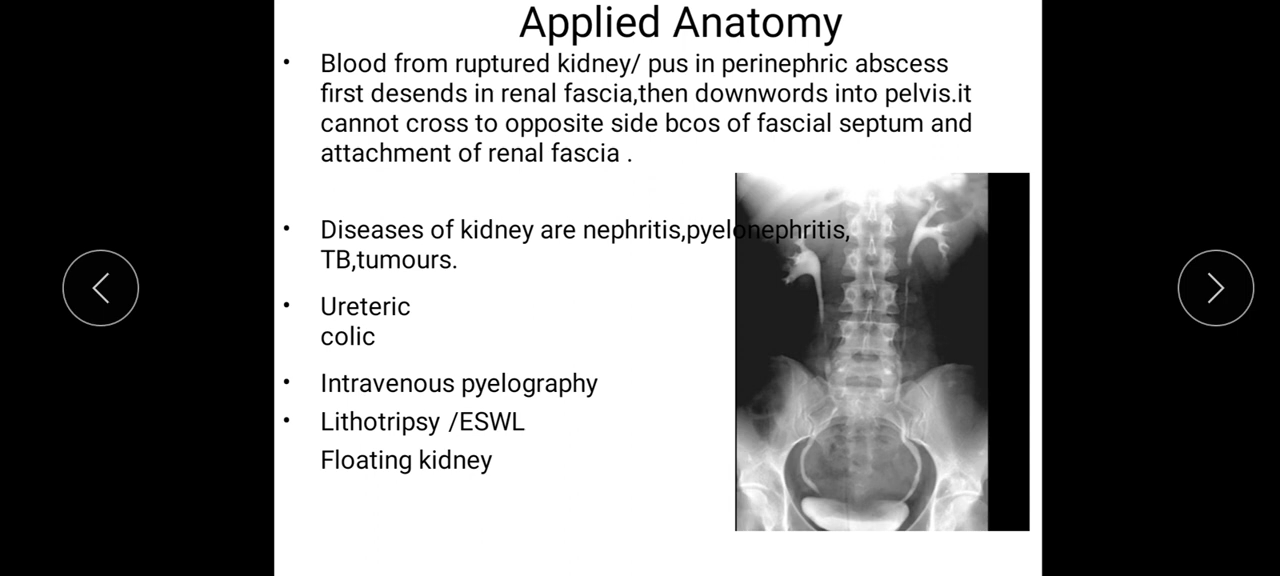 Applied Anatomy
• Blood from ruptured kidney/ pus in perinephric abscess
first desends in renal fascia,then downwords into pelvis.it
cannot cross to opposite side bcos of fascial septum and
attachment of renal fascia .
• Diseases of kidney are nephritis,pyelonephritis,
TB,tumours.
• Ureteric
colic
• Intravenous pyelography
• Lithotripsy /ESWL
Floating kidney